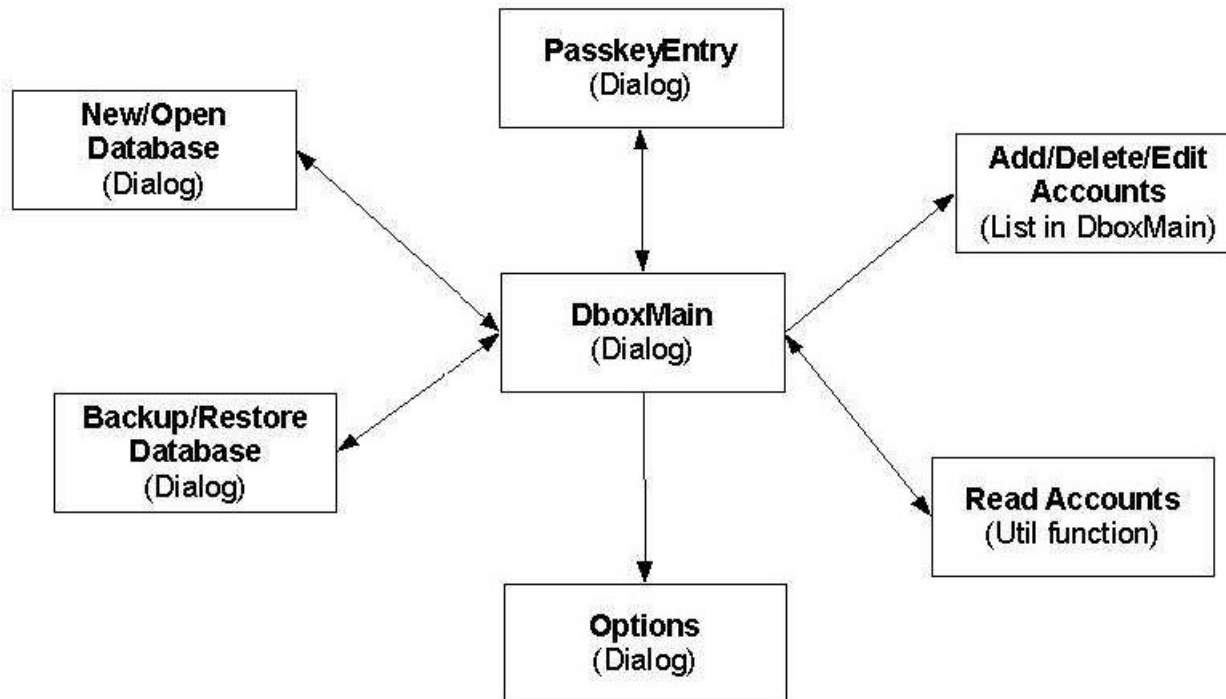 PasskeyEntry
(Dialog)
New/Open
Database
(Dialog)
Add/Delete/Edit
Accounts
(List in DboxMain)
DboxMain
(Dialog)
Backup/Restore
Database
(Dialog)
Read Accounts
(Util function)
Options
(Dialog)